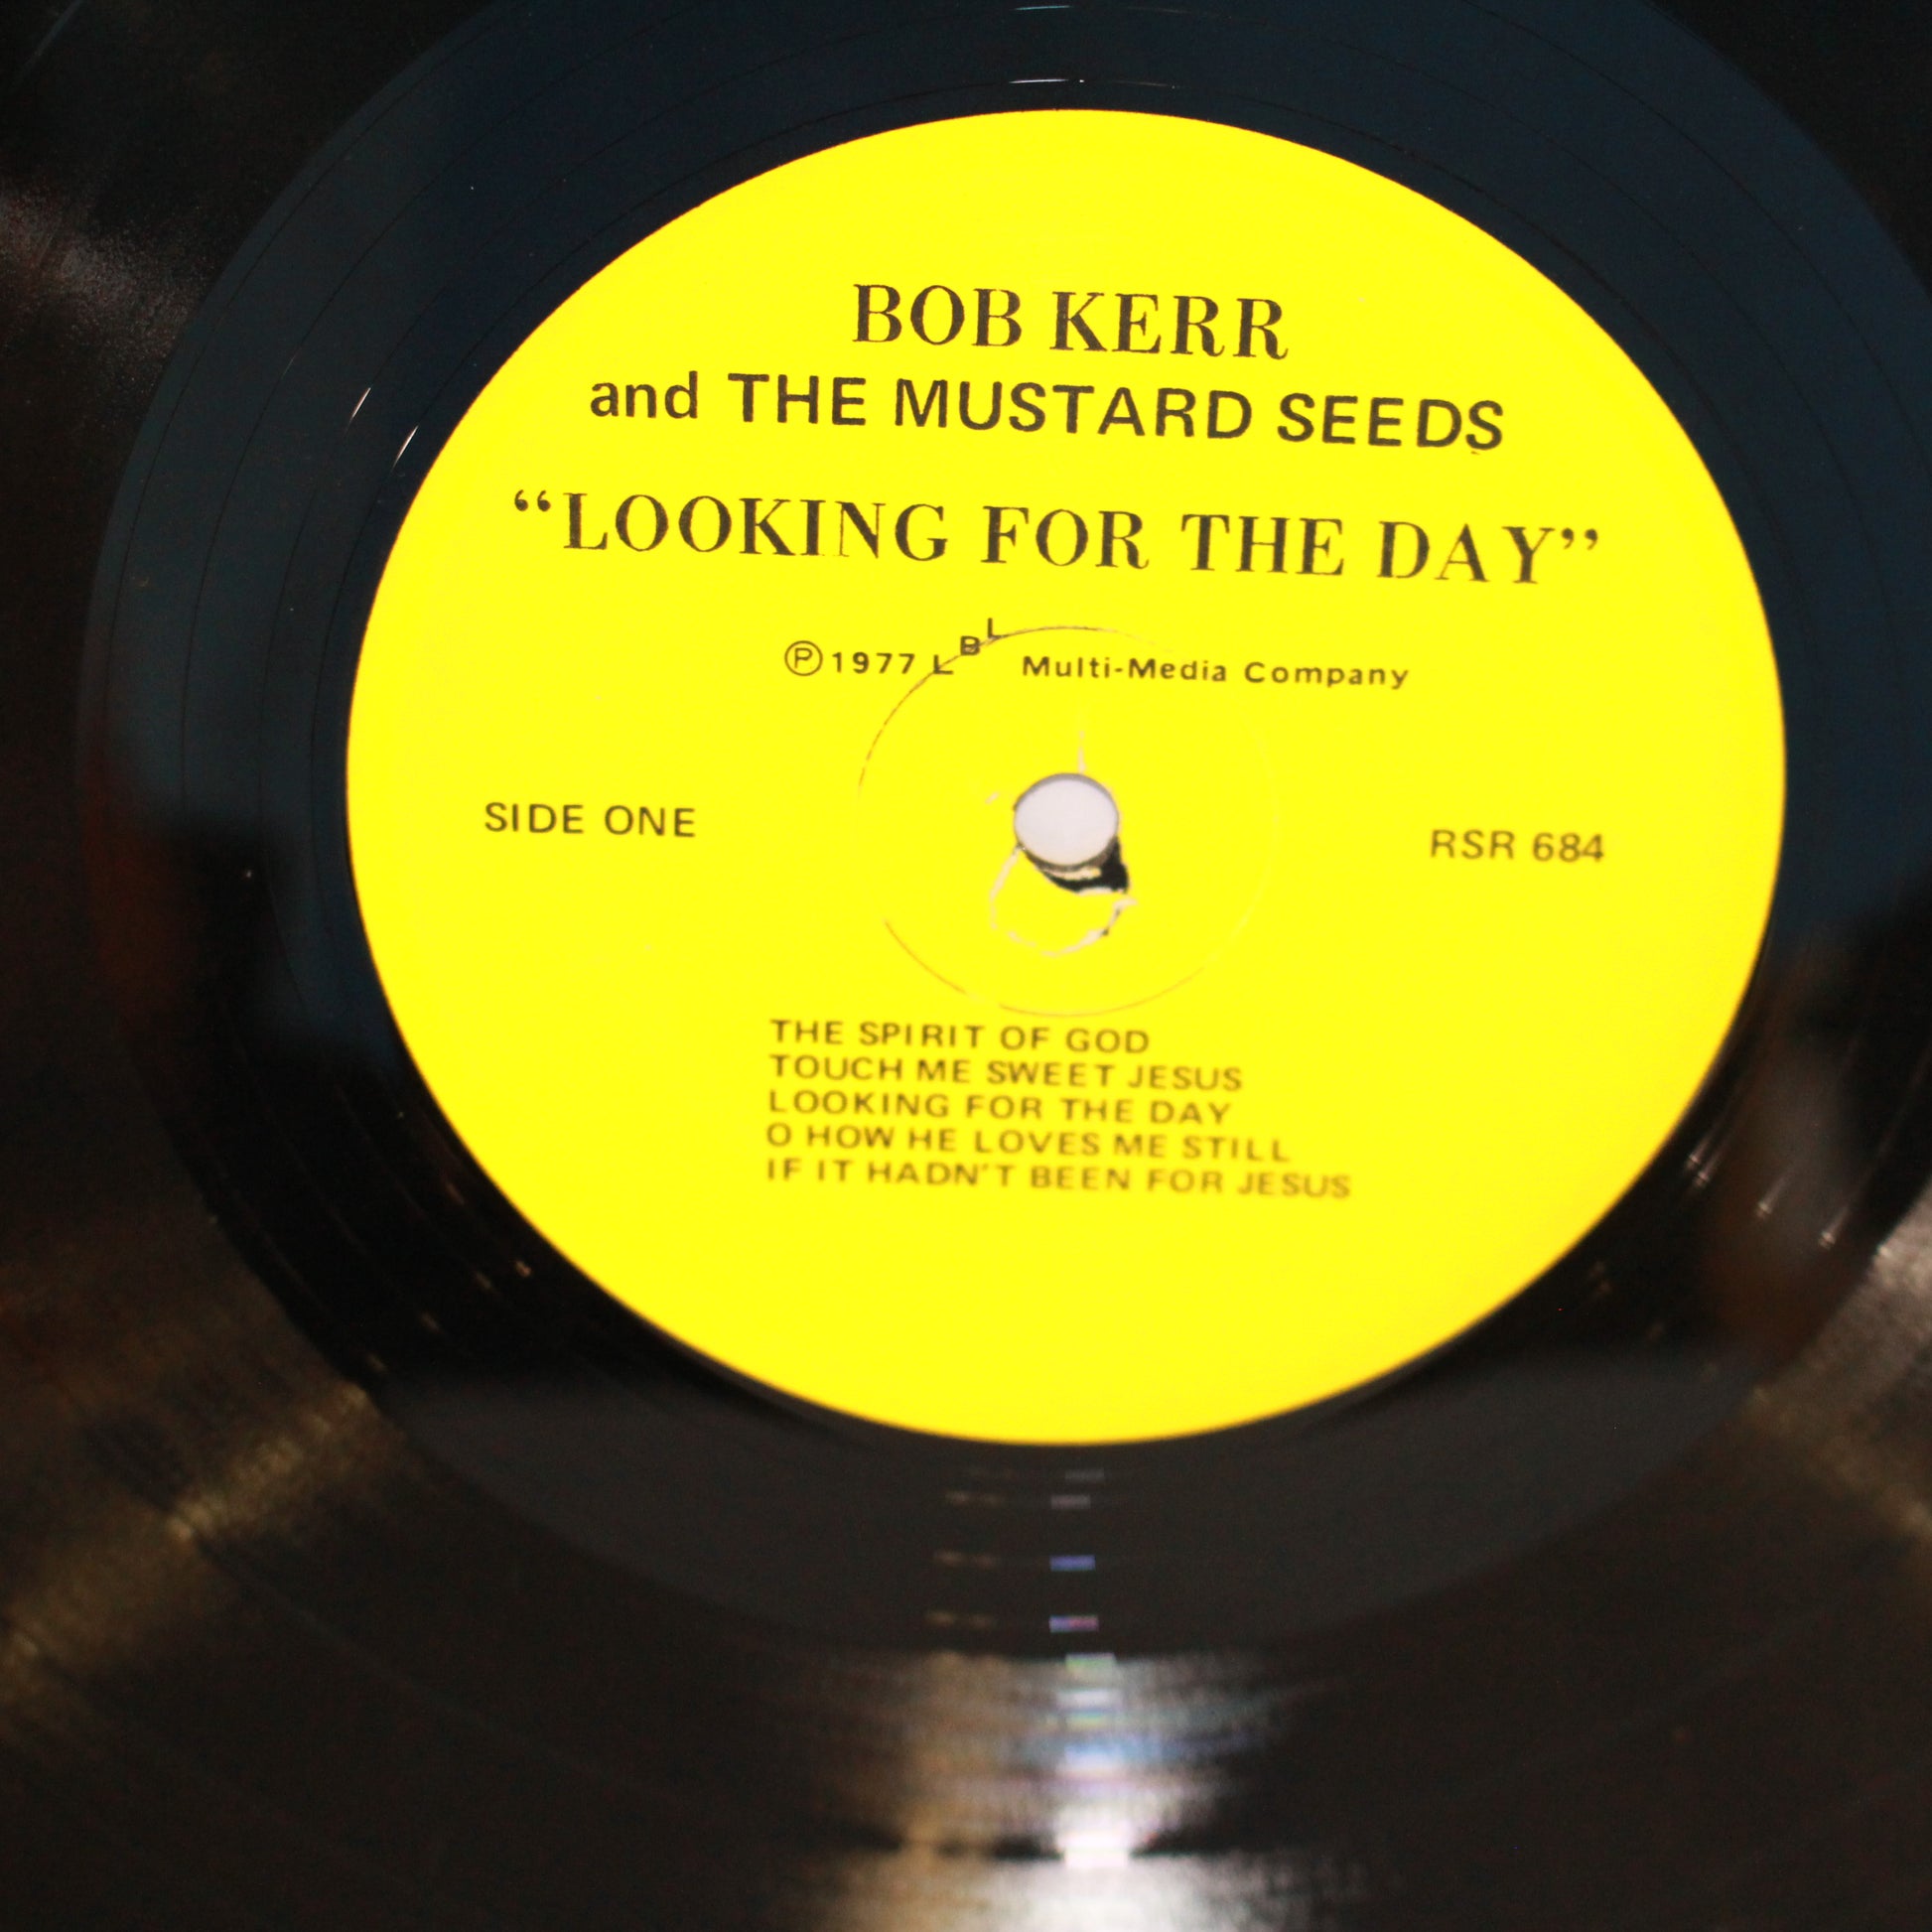 BOB KERR
and THE MUSTARD SEEDS
“LOOKING FOR THE DAY”
Ⓟ1977 LBL Multi-Media Company
SIDE ONE
RSR 684
THE SPIRIT OF GOD
TOUCH ME SWEET JESUS
LOOKING FOR THE DAY
O HOW HE LOVES ME STILL
IF IT HADN'T BEEN FOR JESUS